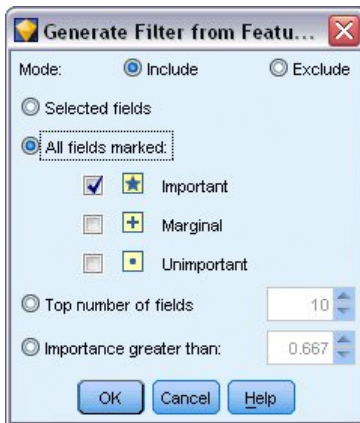 Generate Filter from Featu...
Mode: Include Exclude
Selected fields
All fields marked:
Important
Marginal
Unimportant
Top number of fields 10
Importance greater than: 0.667
OK Cancel Help